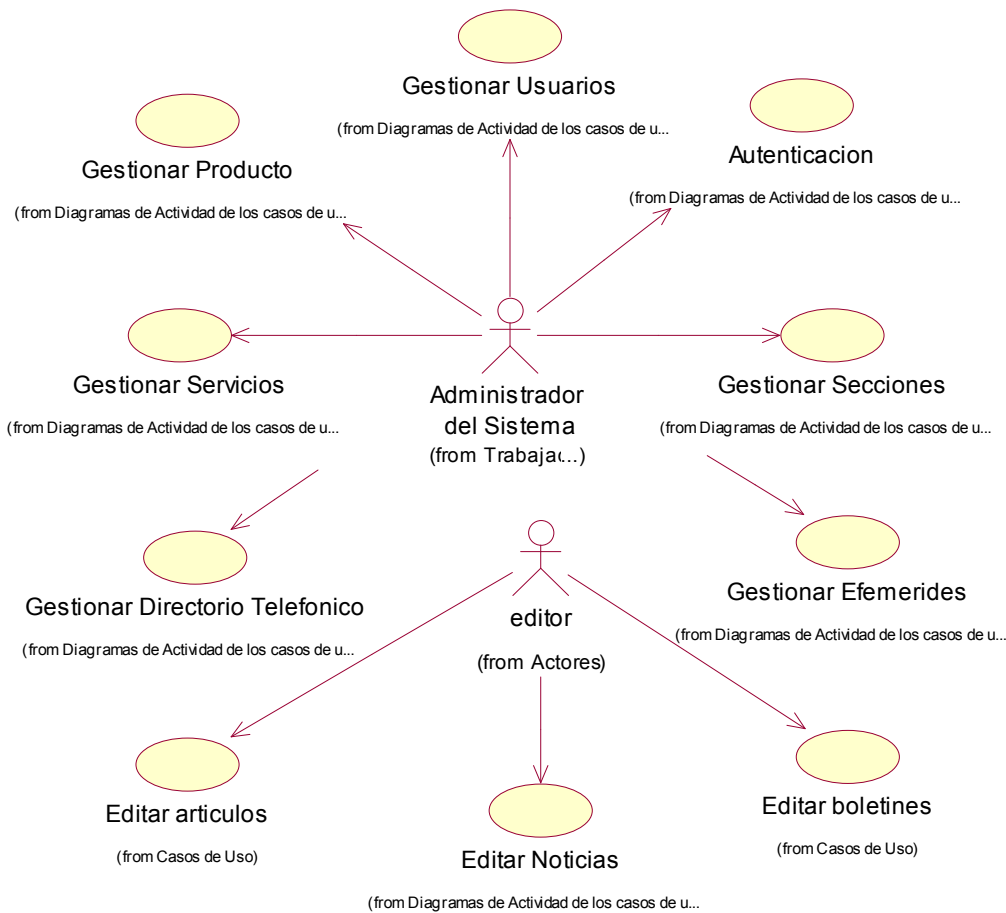 Gestionar Usuarios
(from Diagramas de Actividad de los casos de u...
Gestionar Producto
(from Diagramas de Actividad de los casos de u...
Autenticacion
(from Diagramas de Actividad de los casos de u...
Gestionar Servicios
(from Diagramas de Actividad de los casos de u...
Administrador
del Sistema
(from Trabajac...)
Gestionar Secciones
(from Diagramas de Actividad de los casos de u...
Gestionar Directorio Telefonico
(from Diagramas de Actividad de los casos de u...
editor
(from Actores)
Gestionar Efemerides
(from Diagramas de Actividad de los casos de u...
Editar articulos
(from Casos de Uso)
Editar Noticias
(from Diagramas de Actividad de los casos de u...
Editar boletines
(from Casos de Uso)